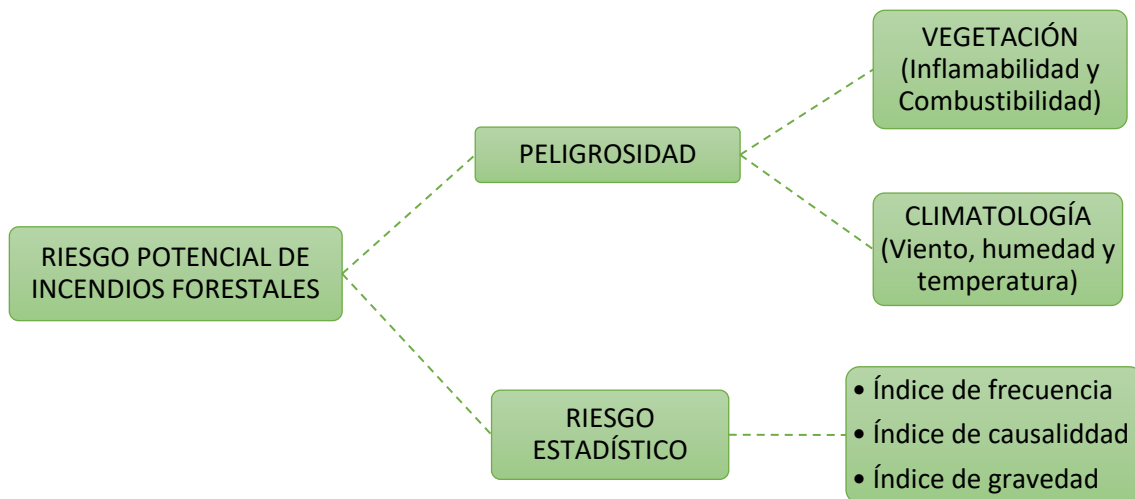 RIESGO POTENCIAL DE
INCENDIOS FORESTALES
PELIGROSIDAD
VEGETACIÓN
(Inflamabilidad y
Combustibilidad)
CLIMATOLOGÍA
(Viento, humedad y
temperatura)
RIESGO
ESTADÍSTICO
• Índice de frecuencia
• Índice de causaliddad
• Índice de gravedad